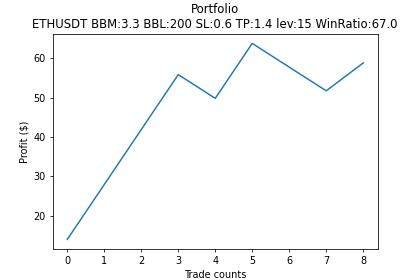 Portfolio
ETHUSDT BBM:3.3 BBL:200 SL:0.6 TP:1.4 lev:15 WinRatio:67.0
Profit ($)
60
50
40
30
20
0 1 2 3 4 5 6 7 8
Trade counts